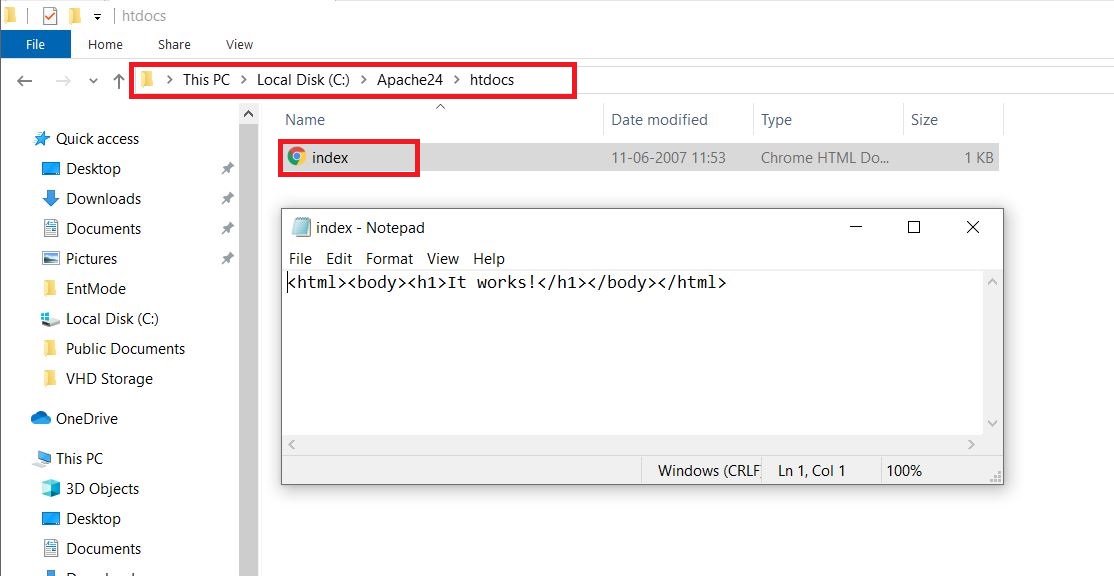 htdocs
File Home Share View
This PC Local Disk (C:) Apache24 htdocs
Name Date modified Type Size
index 11-06-2007 11:53 Chrome HTML Do... 1 KB
Quick access
Desktop
Downloads
Documents
Pictures
EntMode
Local Disk (C:)
Public Documents
VHD Storage
OneDrive
This PC
3D Objects
Desktop
Documents
index - Notepad
File Edit Format View Help
<html><body><h1>It works!</h1></body></html>
Windows (CRLF) Ln 1, Col 1 100%